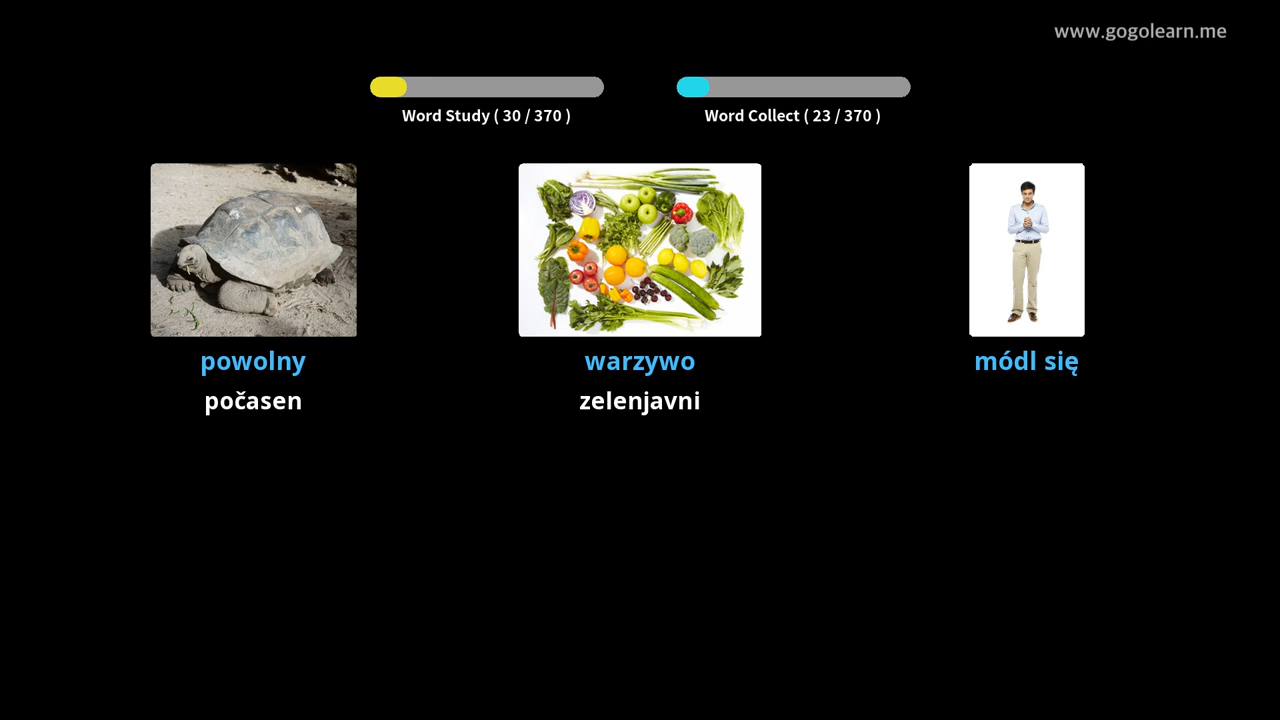 www.gogolearn.me
Word Study ( 30 / 370 )
Word Collect ( 23 / 370 )
powolny
warzywo
módl się
počasen
zelenjavni